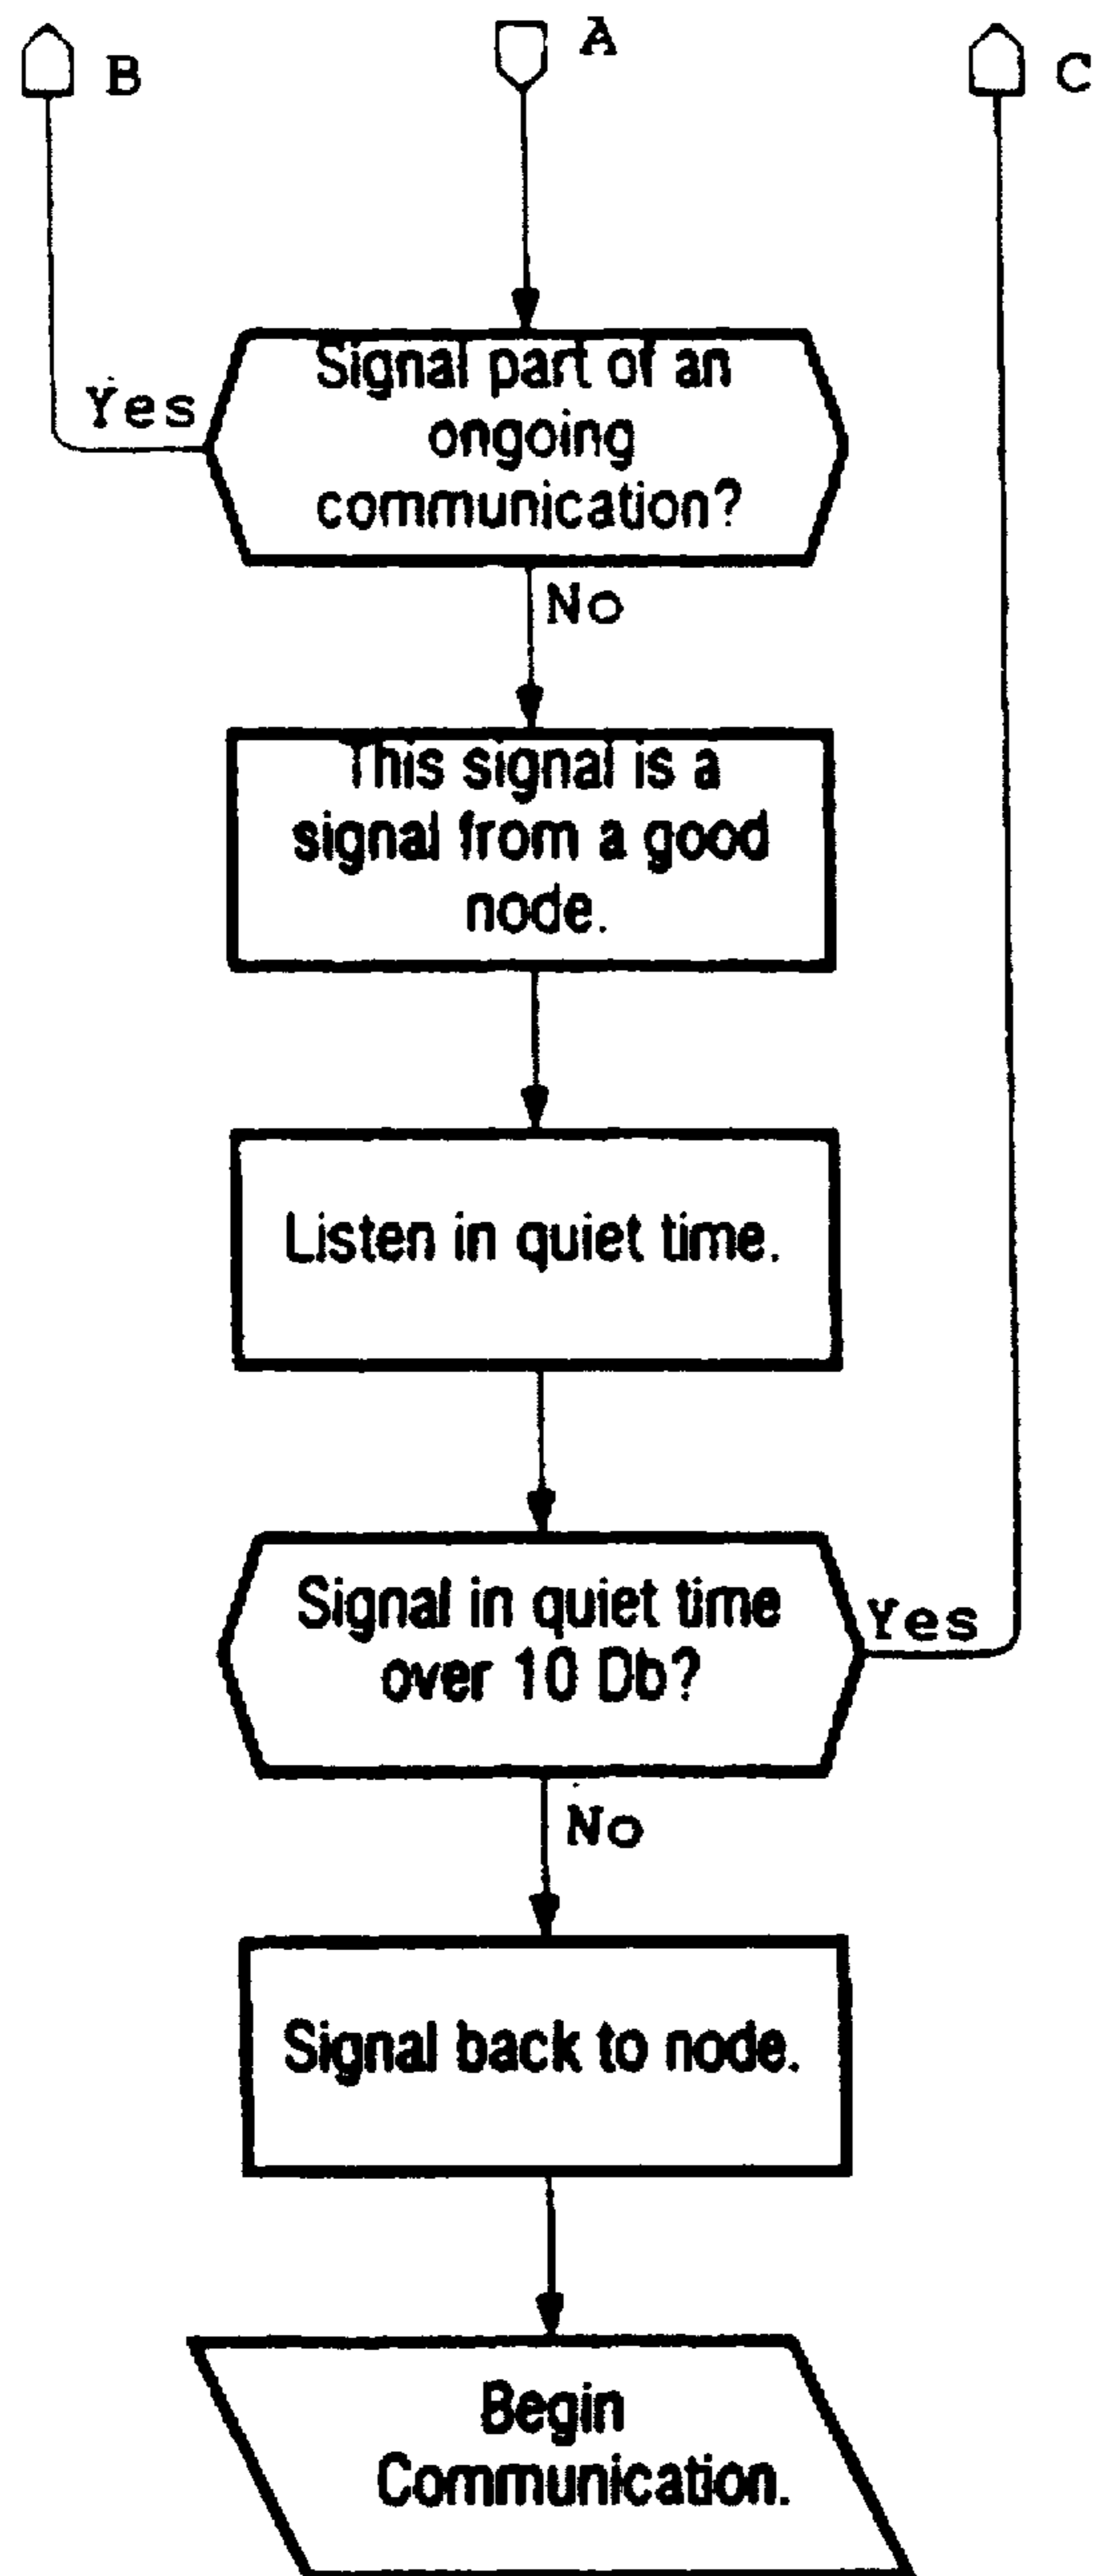 B
A
C
Signal part of an
ongoing
communication?
Yes
No
This signal is a
signal from a good
node.
Listen in quiet time.
Signal in quiet time
over 10 Db?
Yes
No
Signal back to node.
Begin
Communication.